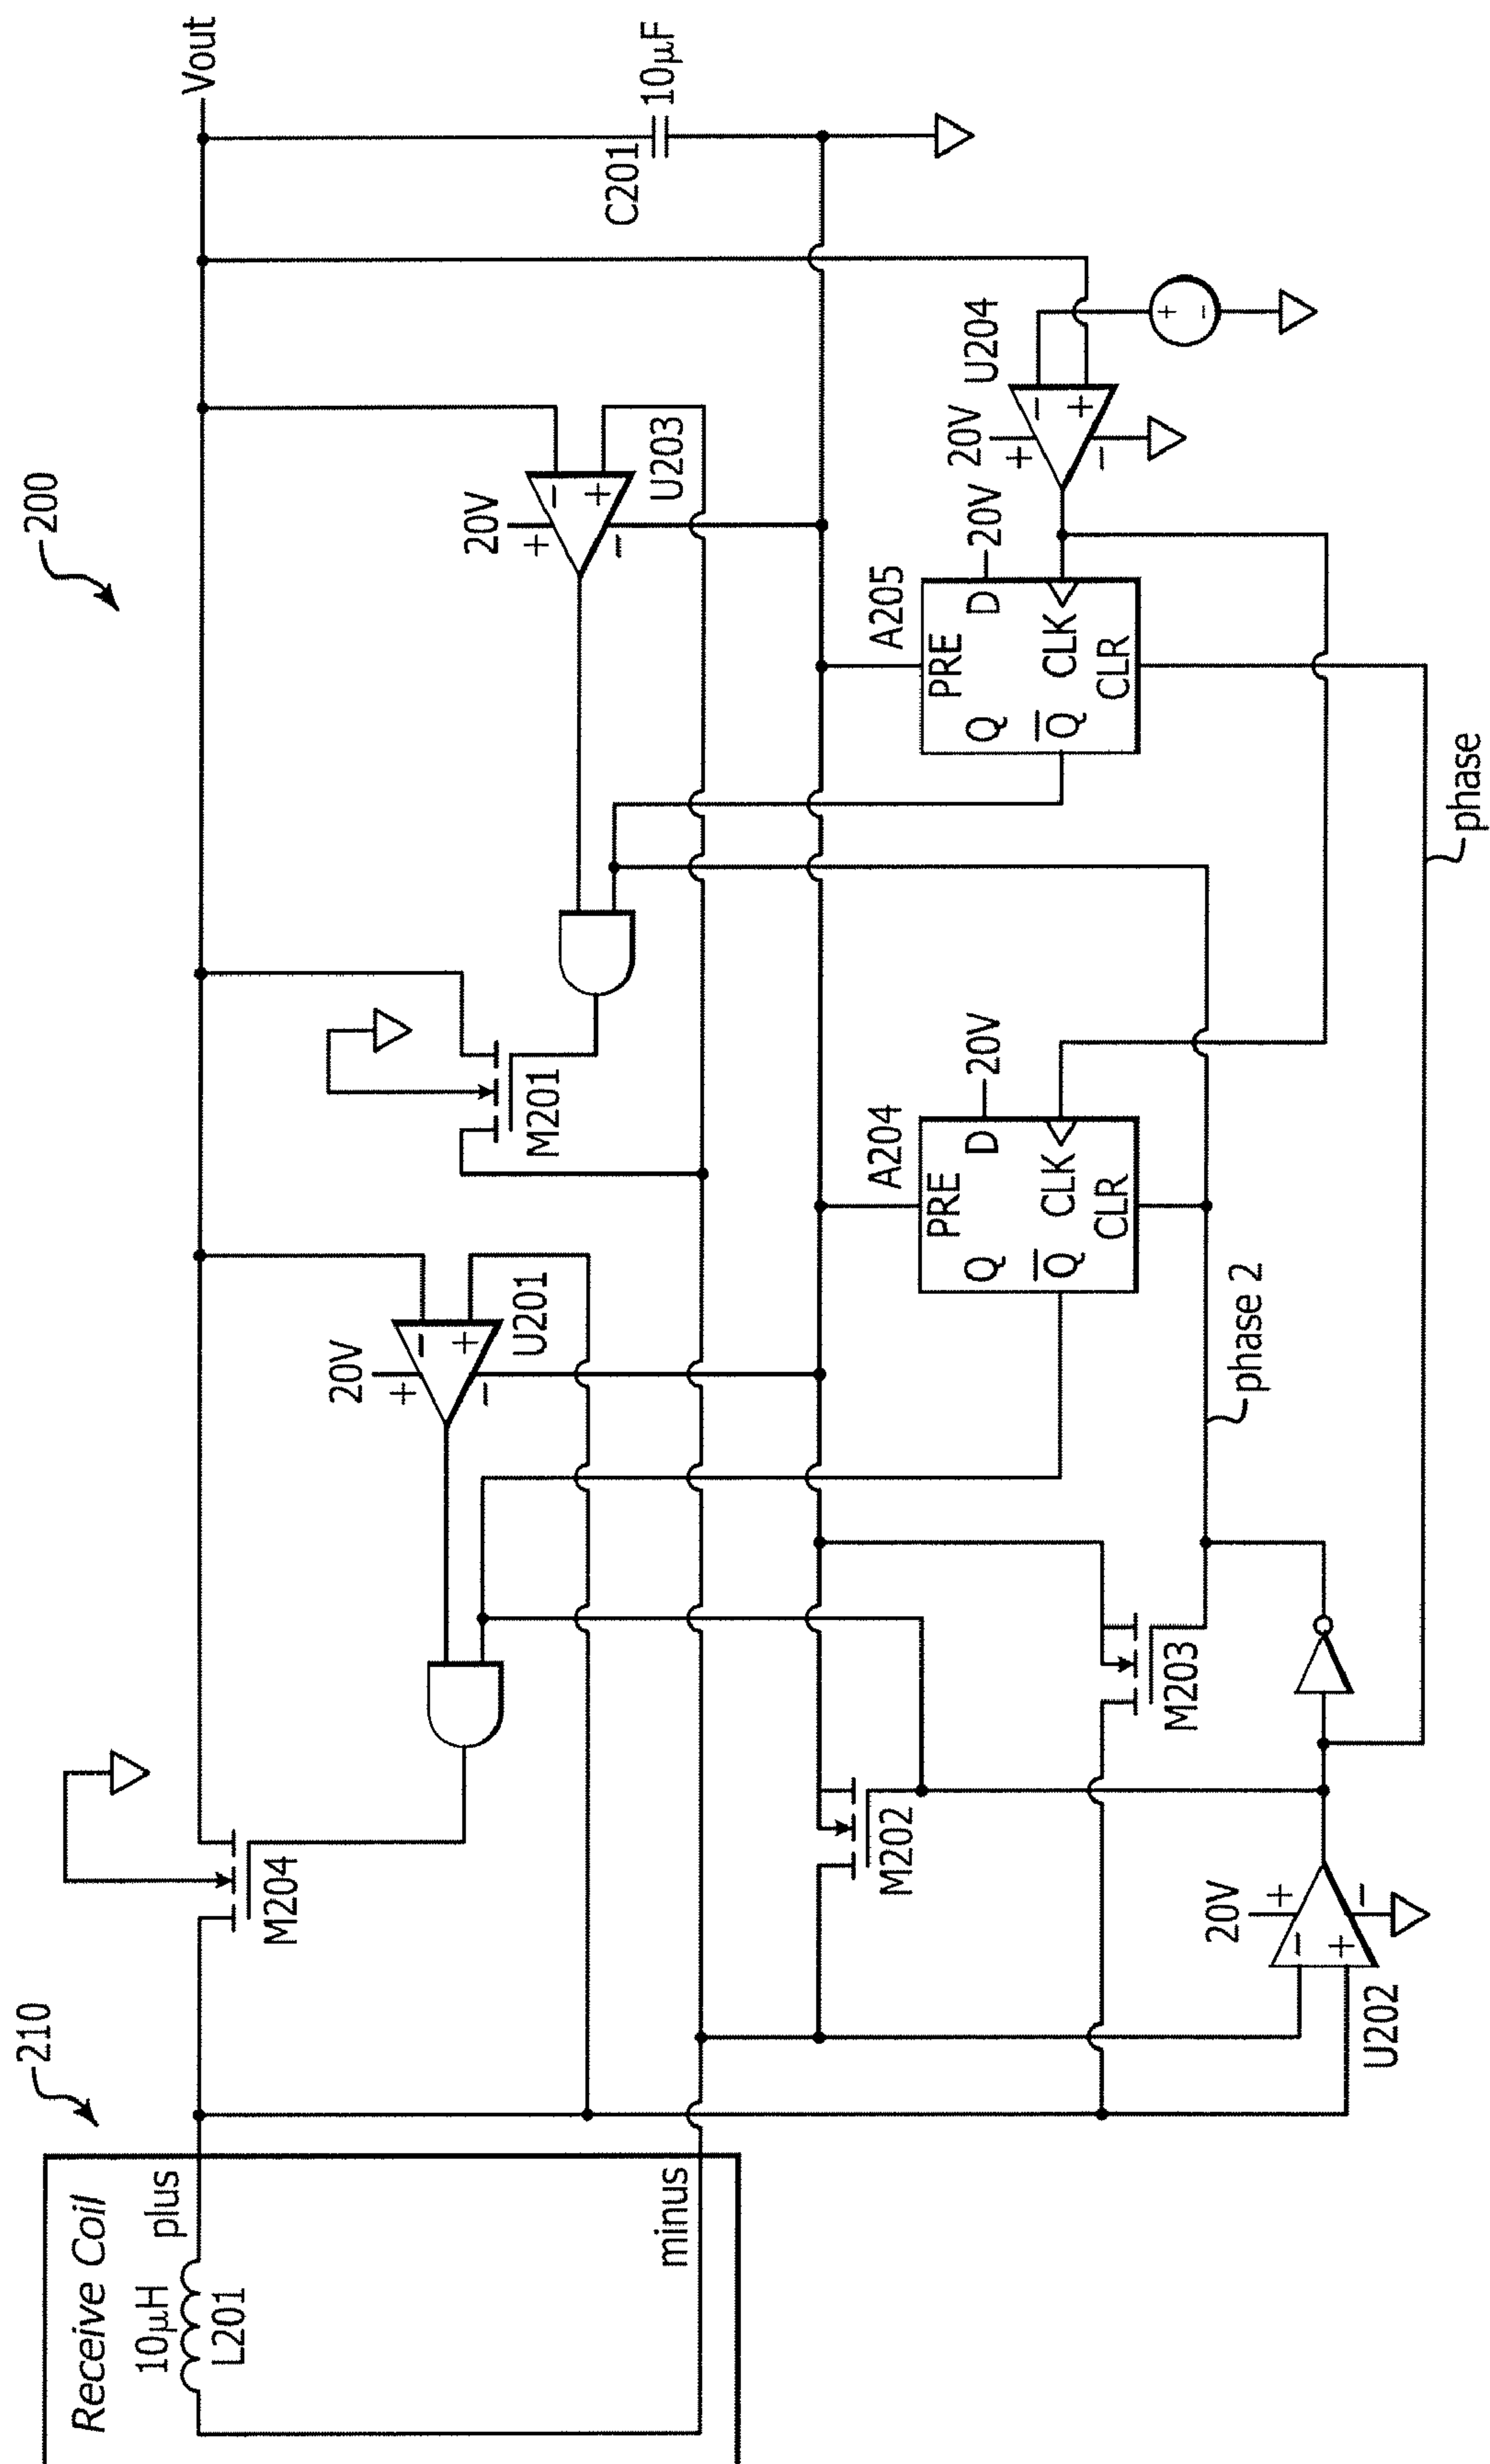 200
210
Receive Coil
10µH
L201
plus
minus
M204
20V
+
−
−
+
U201
M201
20V
+
−
−
+
U203
Vout
C201
10µF
M202
M203
A204
PRE
D
20V
Q
CLK
Q
CLR
A205
PRE
D
20V
Q
CLK
Q
CLR
20V
+
−
−
+
U204
+
−
phase 2
phase
20V
+
−
−
+
U202